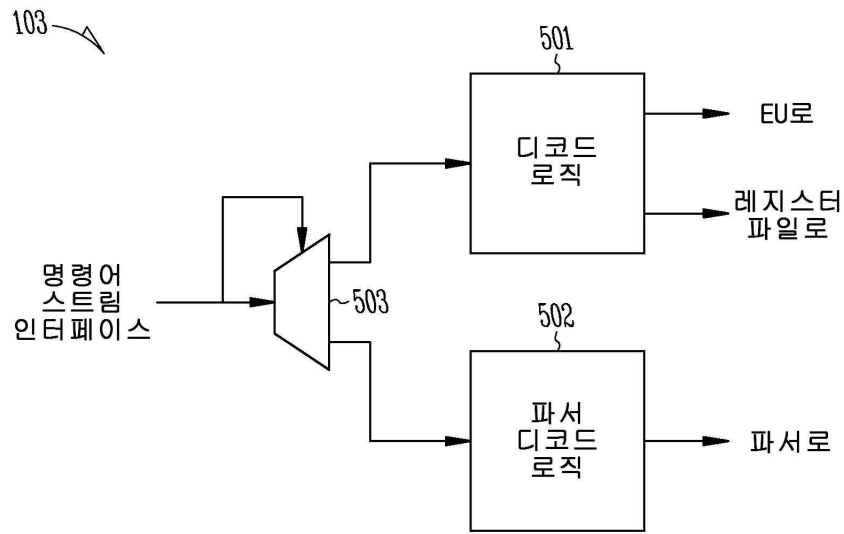 103
501
디코드
로직
EU로
레지스터
파일로
명령어
스트림
인터페이스
503
502
파서
디코드
로직
파서로